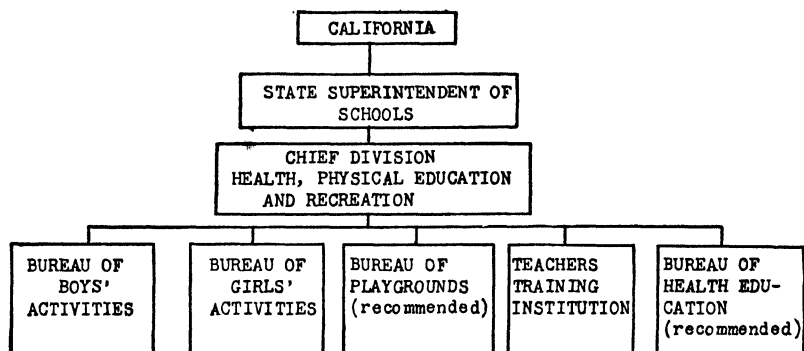 CALIFORNIA
STATE SUPERINTENDENT OF
SCHOOLS
CHIEF DIVISION
HEALTH, PHYSICAL EDUCATION
AND RECREATION
BUREAU OF
BOYS'
ACTIVITIES
BUREAU OF
GIRLS'
ACTIVITIES
BUREAU OF
PLAYGROUNDS
(recommended)
TEACHERS
TRAINING
INSTITUTION
BUREAU OF
HEALTH EDU-
CATION
(recommended)